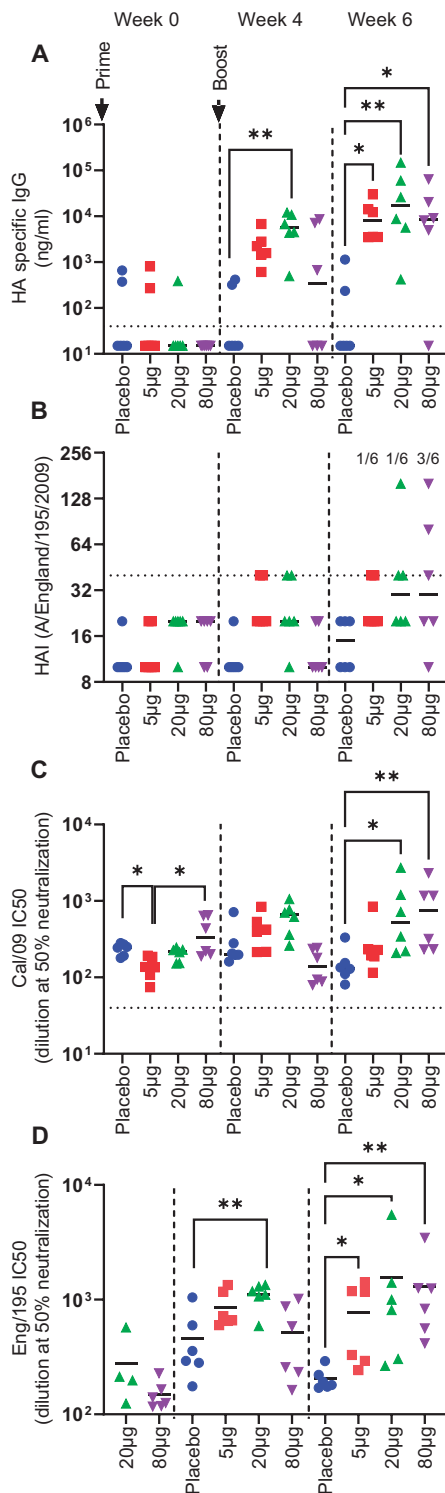 Week 0 Week 4 Week 6
A
Prime
Boost
HA specific IgG
(ng/ml)
10⁶
10⁵
10⁴
10³
10²
10¹
**
*
**
*
Placebo 5µg 20µg 80µg Placebo 5µg 20µg 80µg Placebo 5µg 20µg 80µg
B
HAI (A/England/195/2009)
256
128
64
32
16
8
1/6 1/6 3/6
Placebo 5µg 20µg 80µg Placebo 5µg 20µg 80µg Placebo 5µg 20µg 80µg
C
Cal/09 IC50
(dilution at 50% neutralization)
10⁴
10³
10²
10¹
* *
**
*
Placebo 5µg 20µg 80µg Placebo 5µg 20µg 80µg Placebo 5µg 20µg 80µg
D
Eng/195 IC50
(dilution at 50% neutralization)
10⁴
10³
10²
**
**
*
*
20µg 80µg Placebo 5µg 20µg 80µg Placebo 5µg 20µg 80µg